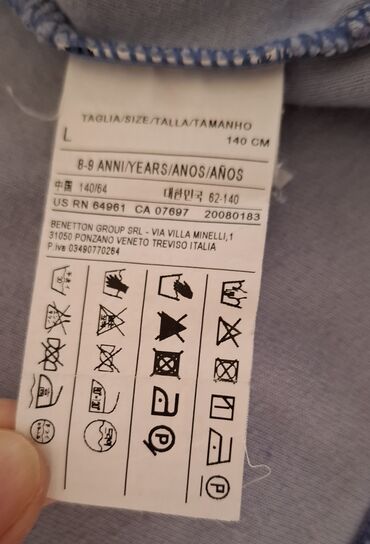 TAGLIA/SIZE/TALLA/TAMANHO
L 140 CM
8-9 ANNI/YEARS/ANOS/AÑOS
中国 140/64 대한민국 62-140
US RN 64961 CA 07697 20080183
BENETTON GROUP SRL - VIA VILLA MINELLI,1
31050 PONZANO VENETO TREVISO ITALIA
P.iva 03490770264
P